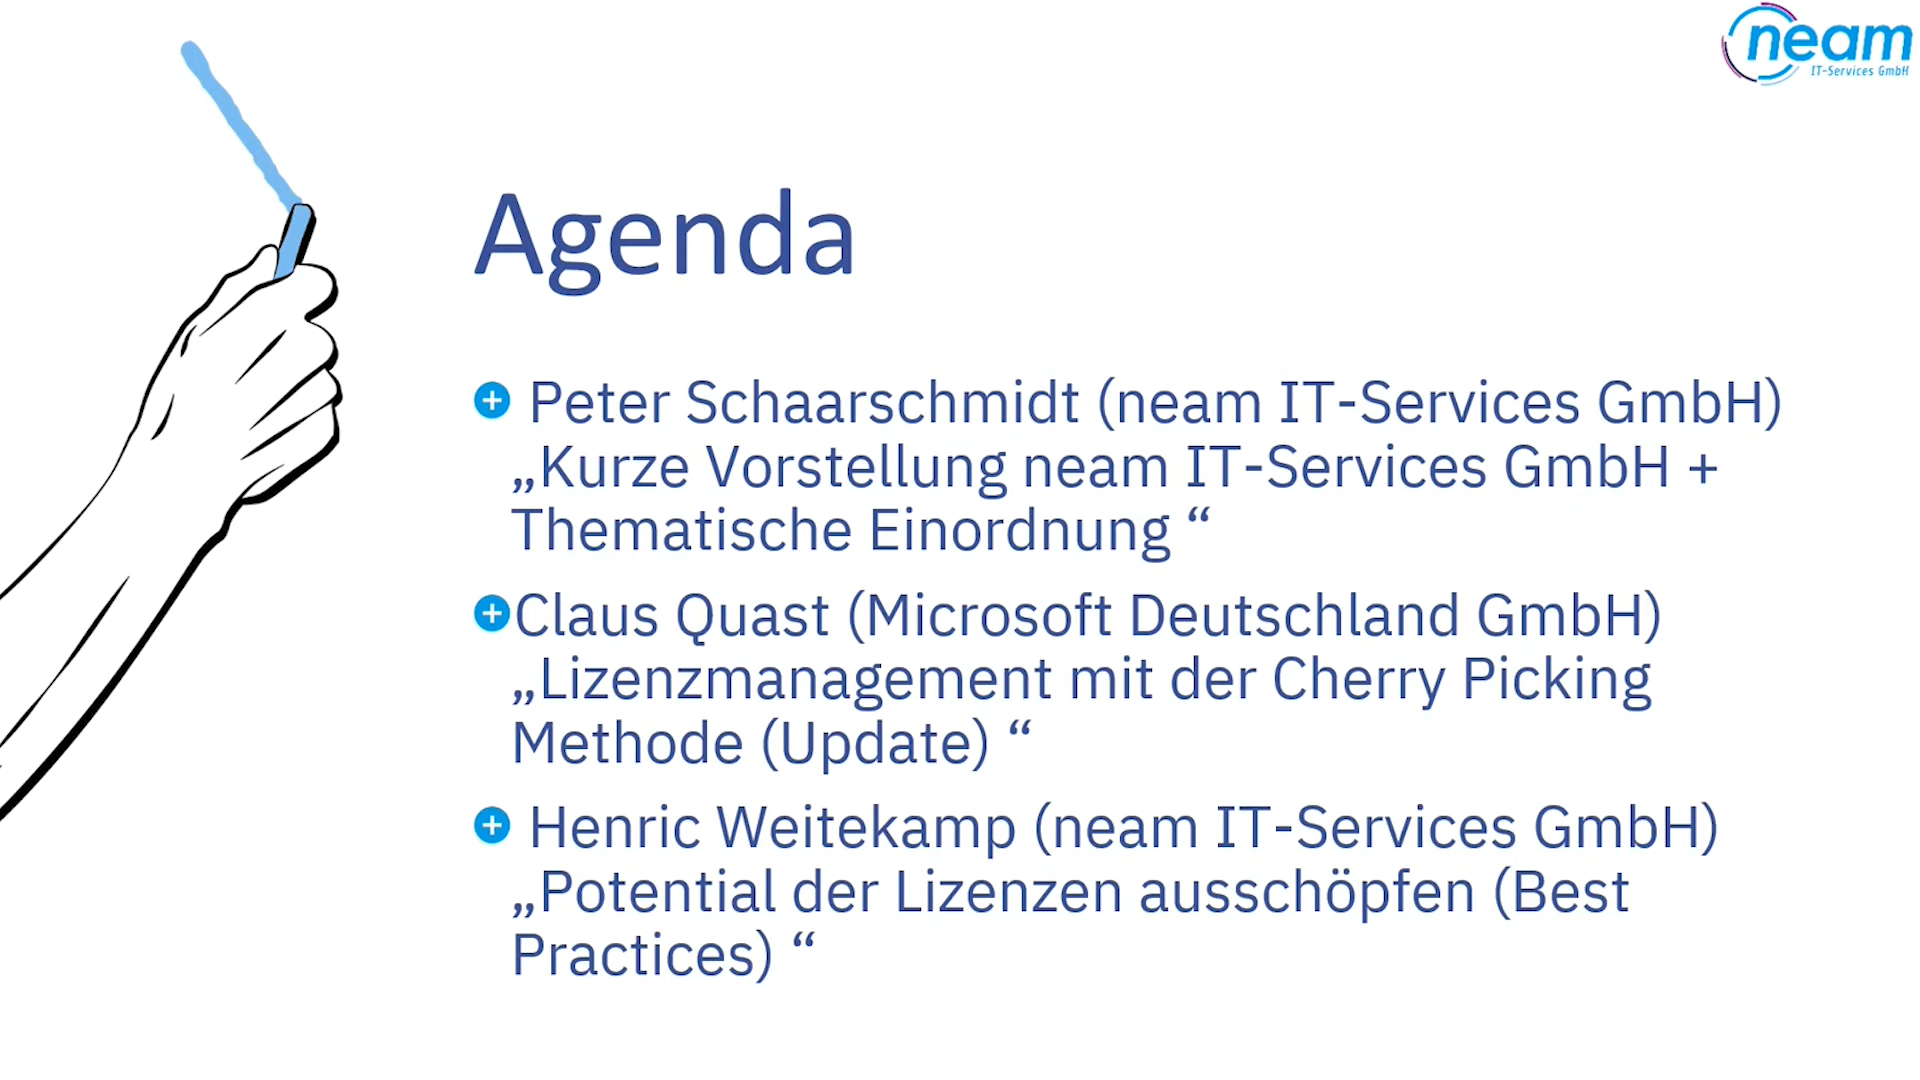 neam
IT-Services GmbH
Agenda
Peter Schaarschmidt (neam IT-Services GmbH)
„Kurze Vorstellung neam IT-Services GmbH +
Thematische Einordnung “
Claus Quast (Microsoft Deutschland GmbH)
„Lizenzmanagement mit der Cherry Picking
Methode (Update) “
Henric Weitekamp (neam IT-Services GmbH)
„Potential der Lizenzen ausschöpfen (Best
Practices) “